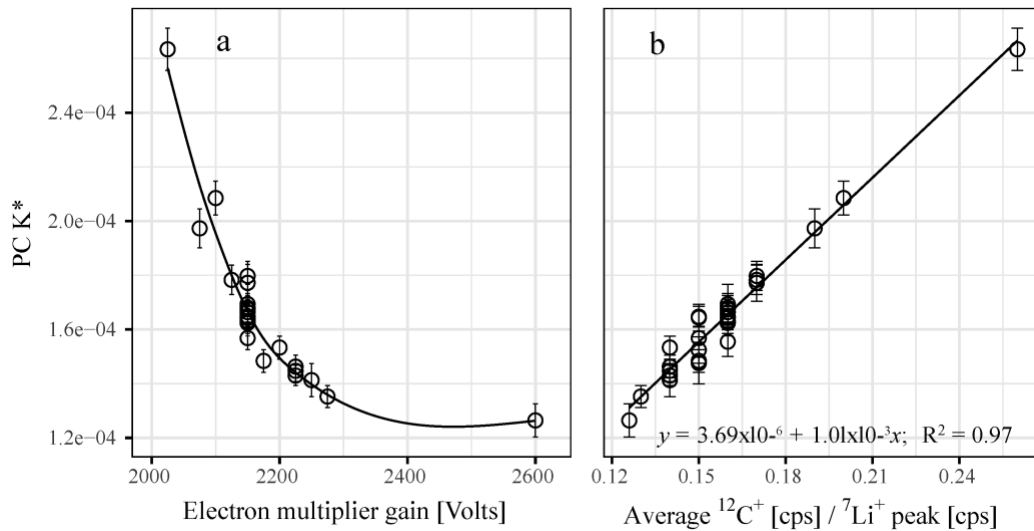 a
b
PC K*
2.4e−04
2.0e−04
1.6e−04
1.2e−04
2000 2200 2400 2600
Electron multiplier gain [Volts]
y = 3.69xl0-⁶ + 1.0lxl0-³x; R² = 0.97
0.12 0.15 0.18 0.21 0.24
Average ¹²C⁺ [cps] / ⁷Li⁺ peak [cps]